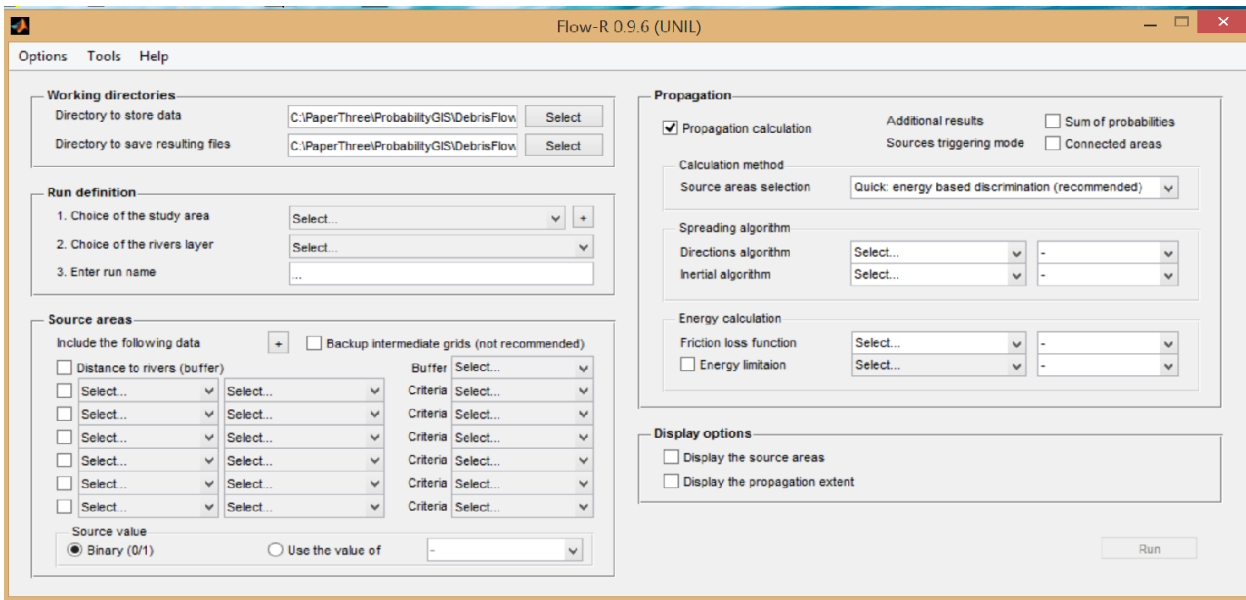 Flow-R 0.9.6 (UNIL)
Options Tools Help
Working directories
Directory to store data C:\PaperThree\ProbabilityGIS\DebrisFlow Select
Directory to save resulting files C:\PaperThree\ProbabilityGIS\DebrisFlow Select
Run definition
1. Choice of the study area Select... +
2. Choice of the rivers layer Select...
3. Enter run name ...
Source areas
Include the following data + Backup intermediate grids (not recommended)
Distance to rivers (buffer) Buffer Select...
Select... Select... Criteria Select...
Select... Select... Criteria Select...
Select... Select... Criteria Select...
Select... Select... Criteria Select...
Select... Select... Criteria Select...
Select... Select... Criteria Select...
Source value
Binary (0/1) Use the value of -
Propagation
Propagation calculation Additional results Sum of probabilities
Sources triggering mode Connected areas
Calculation method
Source areas selection Quick: energy based discrimination (recommended)
Spreading algorithm
Directions algorithm Select... -
Inertial algorithm Select... -
Energy calculation
Friction loss function Select... -
Energy limitaion Select... -
Display options
Display the source areas
Display the propagation extent
Run